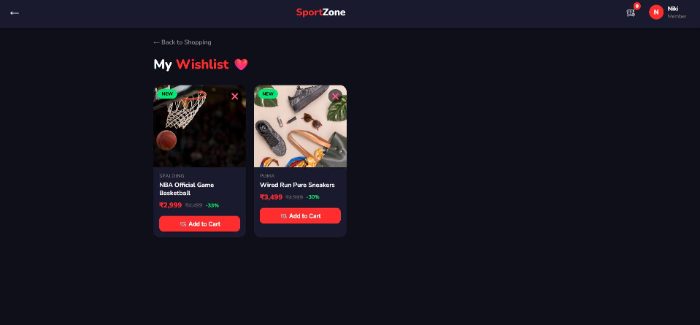 ←
SportZone
N
Niki
Member
← Back to Shopping
My Wishlist
NEW
SPALDING
NBA Official Game
Basketball
₹2,999 -33%
Add to Cart
NEW
PUMA
Wired Run Pure Sneakers
₹3,499 -30%
Add to Cart